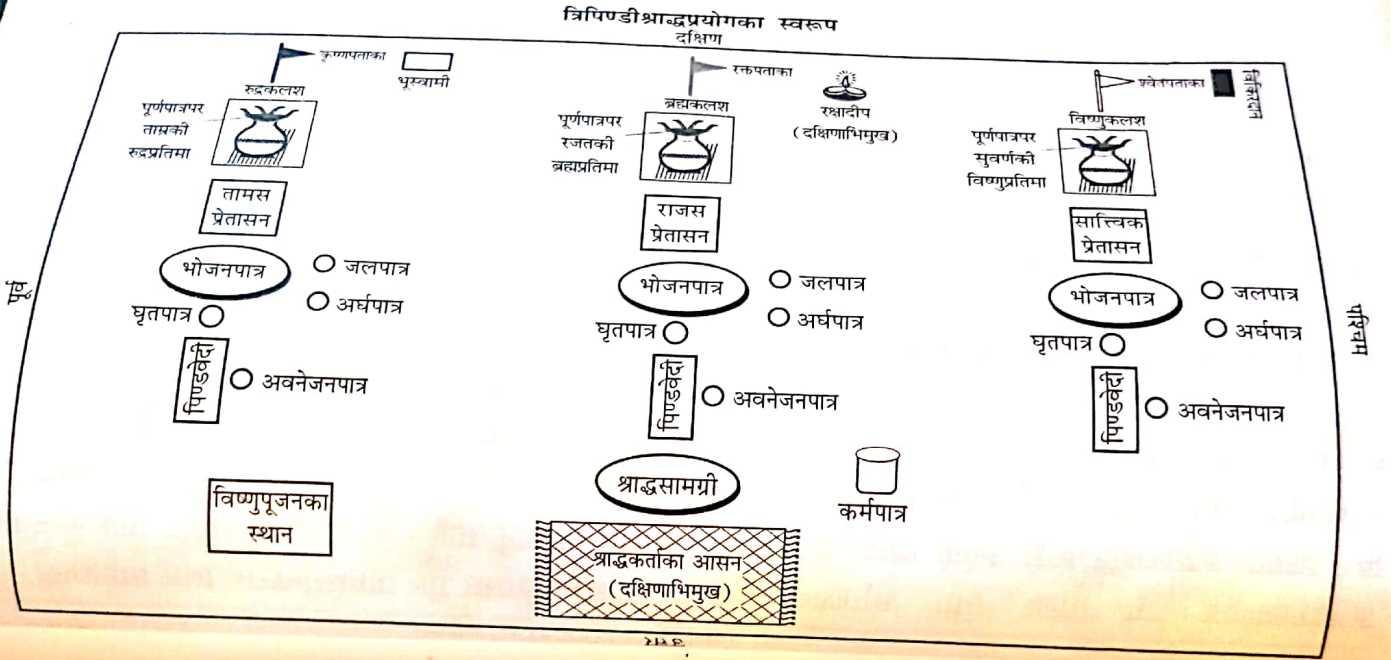 त्रिपिण्डीश्राद्धप्रयोगका स्वरूप
दक्षिण
कृष्णपताका
भूस्वामी
रुद्रकलश
पूर्णपात्रपर
ताम्रकी
रुद्रप्रतिमा
तामस
प्रेतासन
भोजनपात्र
जलपात्र
अर्घपात्र
घृतपात्र
पिण्डवेदी
अवनेजनपात्र
रक्तपताका
ब्रह्मकलश
पूर्णपात्रपर
रजतकी
ब्रह्मप्रतिमा
रक्षादीप
(दक्षिणाभिमुख)
राजस
प्रेतासन
भोजनपात्र
जलपात्र
अर्घपात्र
घृतपात्र
पिण्डवेदी
अवनेजनपात्र
श्वेतपताका
विकिरदान
विष्णुकलश
पूर्णपात्रपर
सुवर्णकी
विष्णुप्रतिमा
सात्त्विक
प्रेतासन
भोजनपात्र
जलपात्र
अर्घपात्र
घृतपात्र
पिण्डवेदी
अवनेजनपात्र
पूर्व
पश्चिम
विष्णुपूजनका
स्थान
श्राद्धसामग्री
कर्मपात्र
श्राद्धकर्ताका आसन
(दक्षिणाभिमुख)
उत्तर